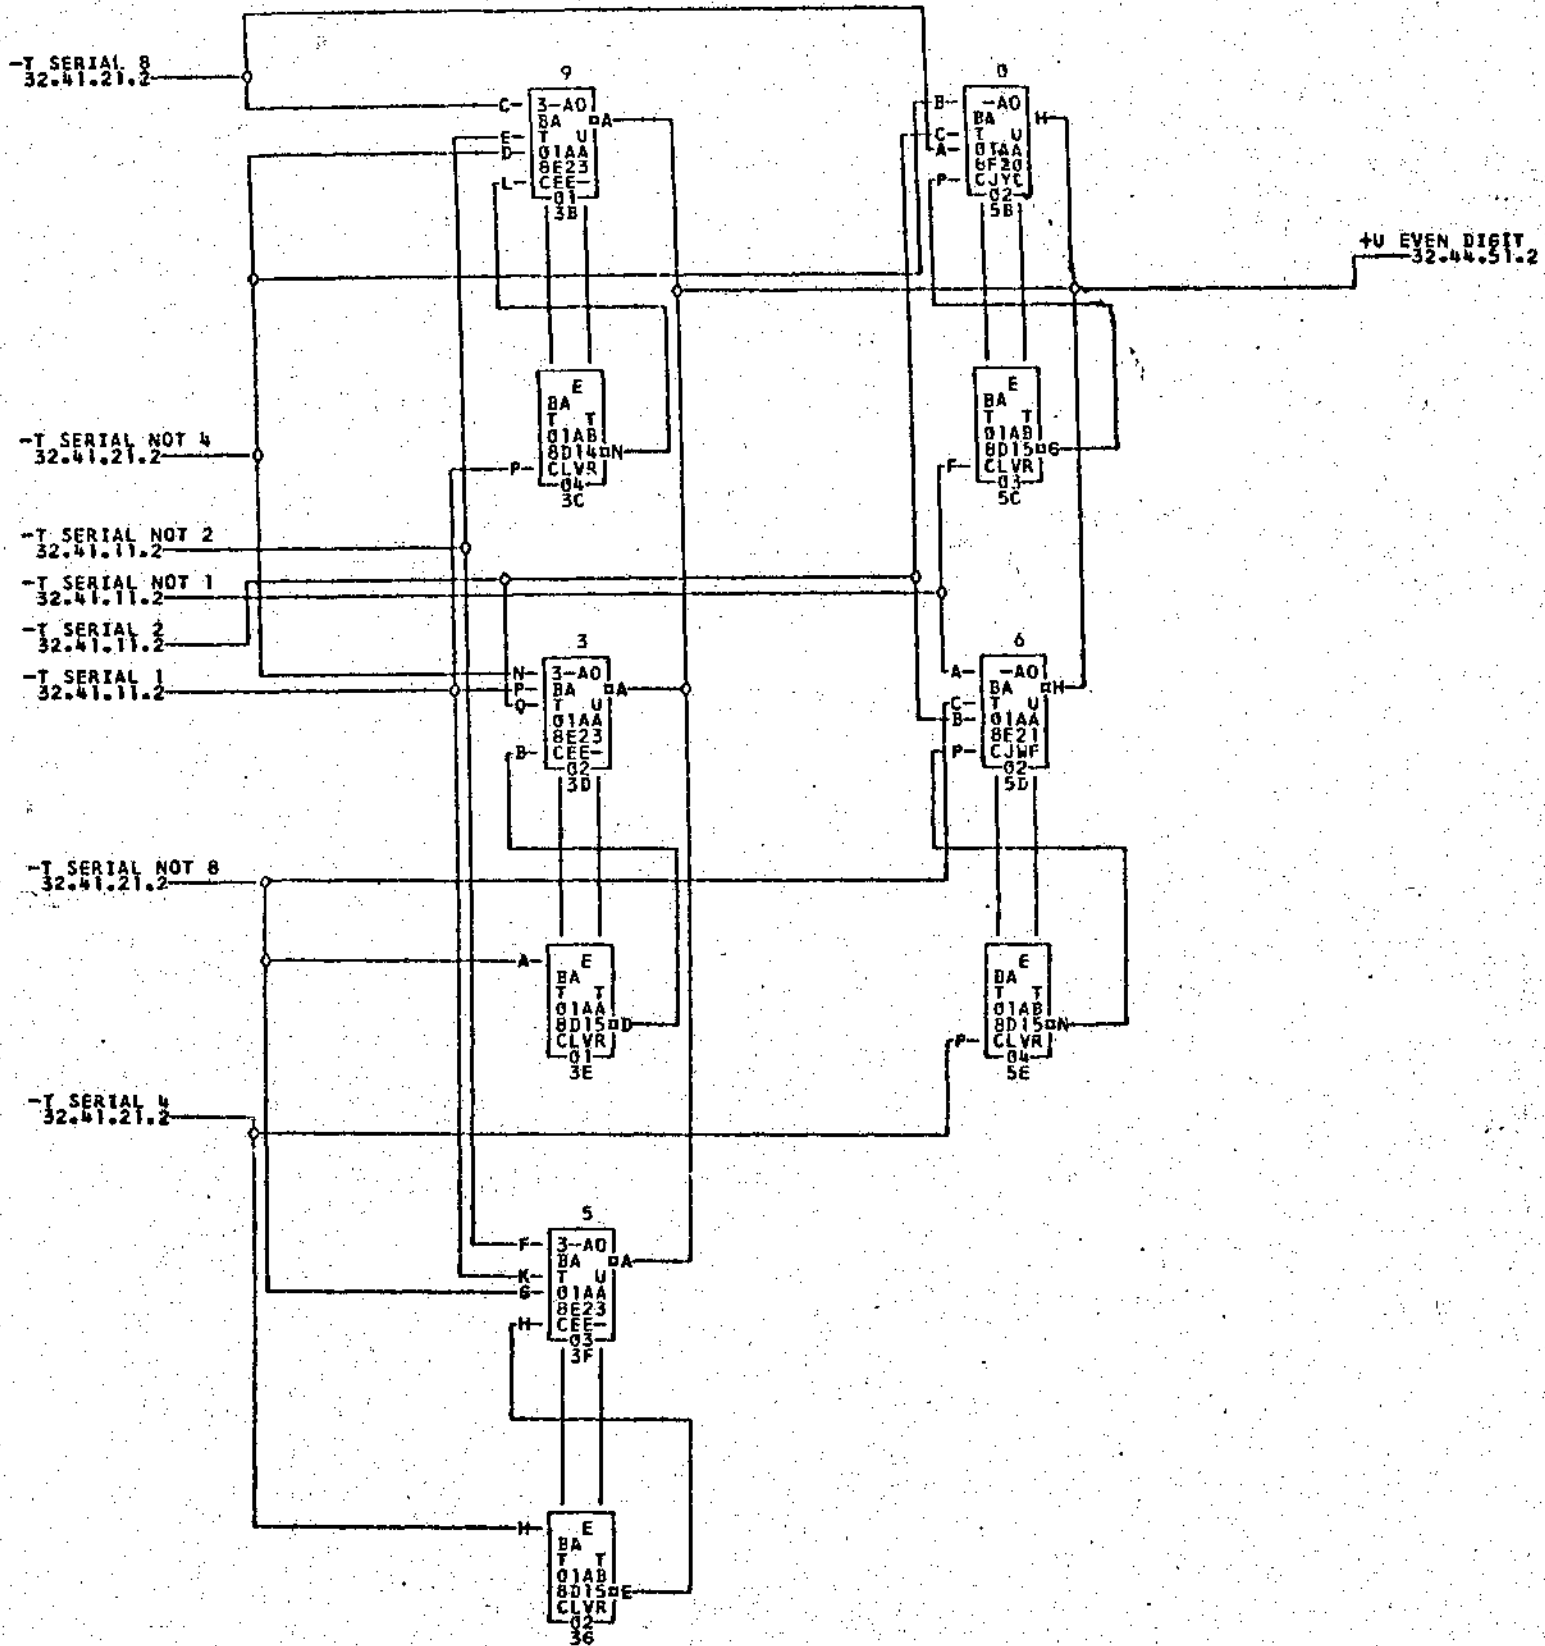 -T SERIAL 8
32.41.21.2
-T SERIAL NOT 4
32.41.21.2
-T SERIAL NOT 2
32.41.11.2
-T SERIAL NOT 1
32.41.11.2
-T SERIAL 2
32.41.11.2
-T SERIAL 1
32.41.11.2
-T SERIAL NOT 8
32.41.21.2
-T SERIAL 4
32.41.21.2
9
C- 3-AO
BA A
E- T U
D- 01AA
8E23
L- CEE-
01
3B
E
BA
T T
01AB
8D14 N
P- CLVR
04
3C
3
N- 3-AO
P- BA A
Q- T U
01AA
8E23
B- CEE-
02
3D
A- E
BA
T T
01AA
8D15 D
CLVR
01
3E
5
F- 3-AO
BA A
K- T U
G- 01AA
8E23
H- CEE-
03
3F
H- E
BA
T T
01AB
8D15 E
CLVR
02
3G
0
B- -AO
BA H
C- T U
A-
P- CJYC
02
5B
E
BA
T T
01AB
8D15 G
F- CLVR
03
5C
6
A- -AO
BA H
C- T U
B- 01AA
8E21
P- CJWF
02
5D
E
BA
T T
01AB
8D15 N
P- CLVR
04
5E
+U EVEN DIGIT
32.44.51.2